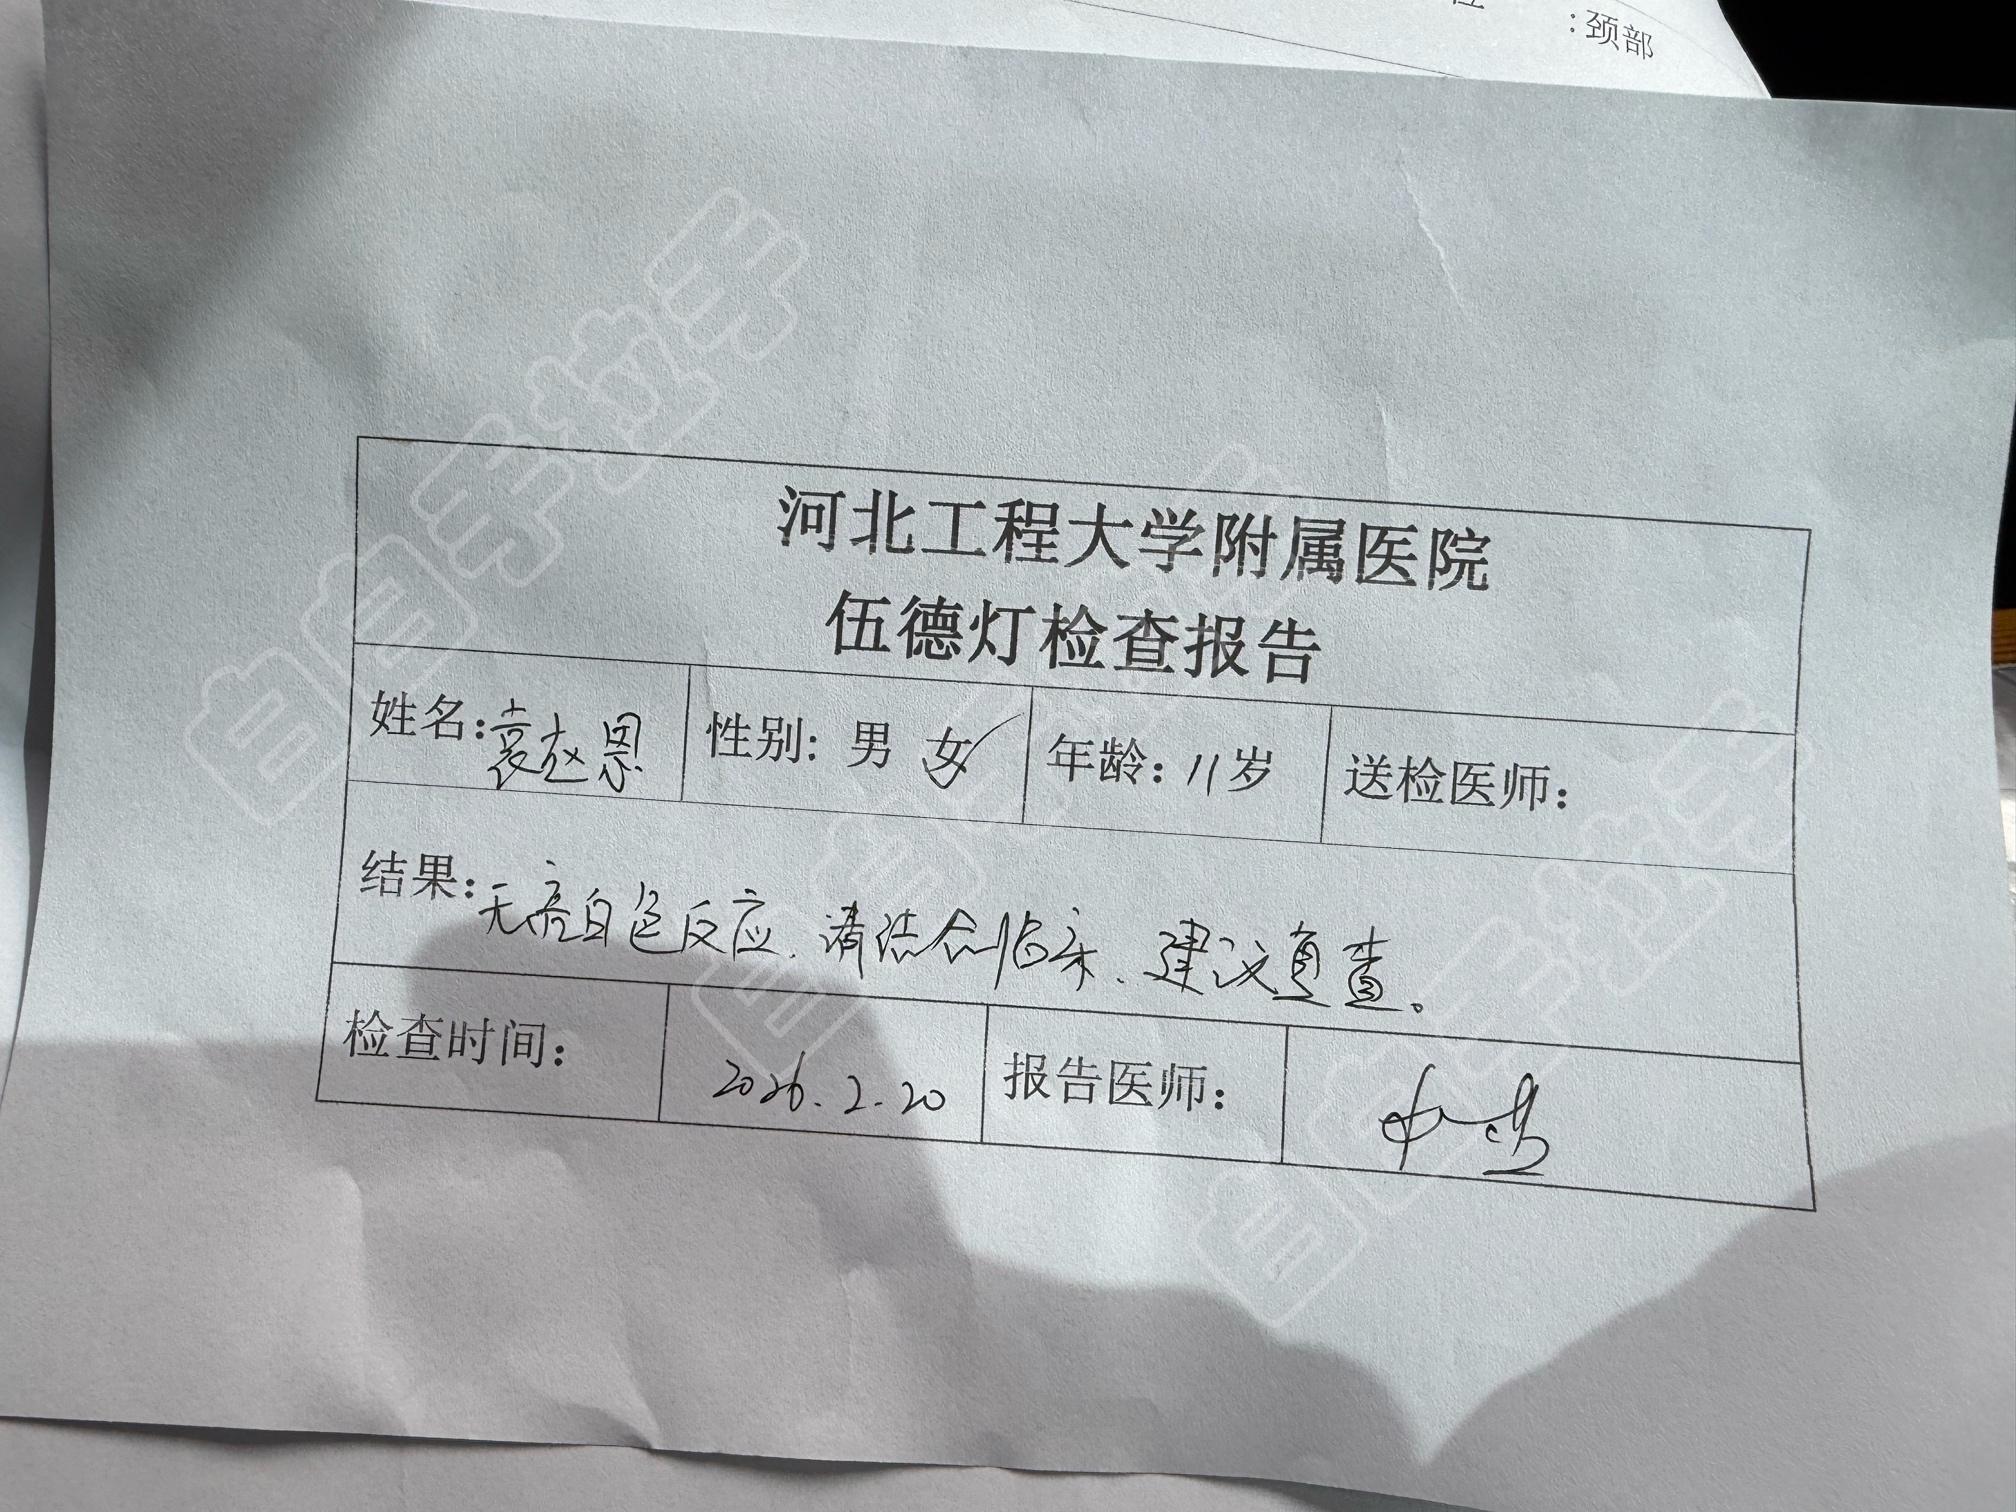 :颈部
河北工程大学附属医院
伍德灯检查报告
姓名:袁赵恩 性别: 男 女✓ 年龄: 11岁 送检医师:
结果:无亮白色反应.请结合临床、建议真查。
检查时间: 2026.2.20 报告医师: